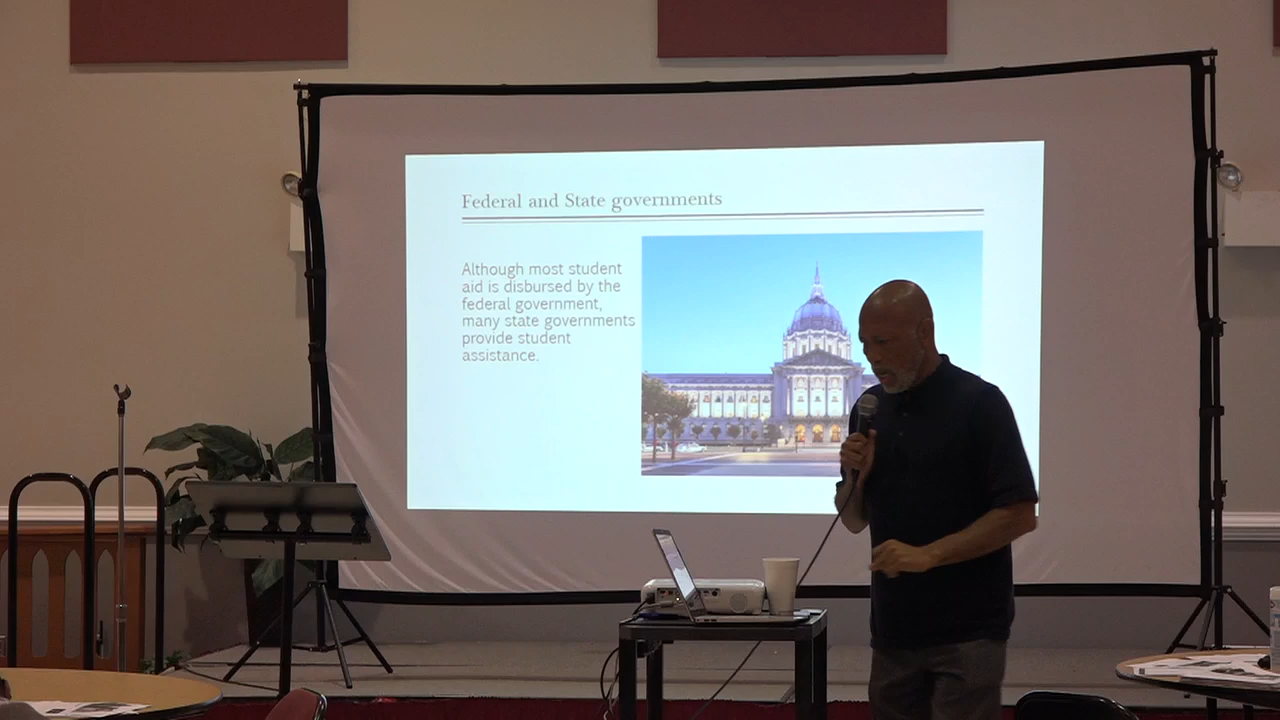 Federal and State governments
Although most student
aid is disbursed by the
federal government,
many state governments
provide student
assistance.